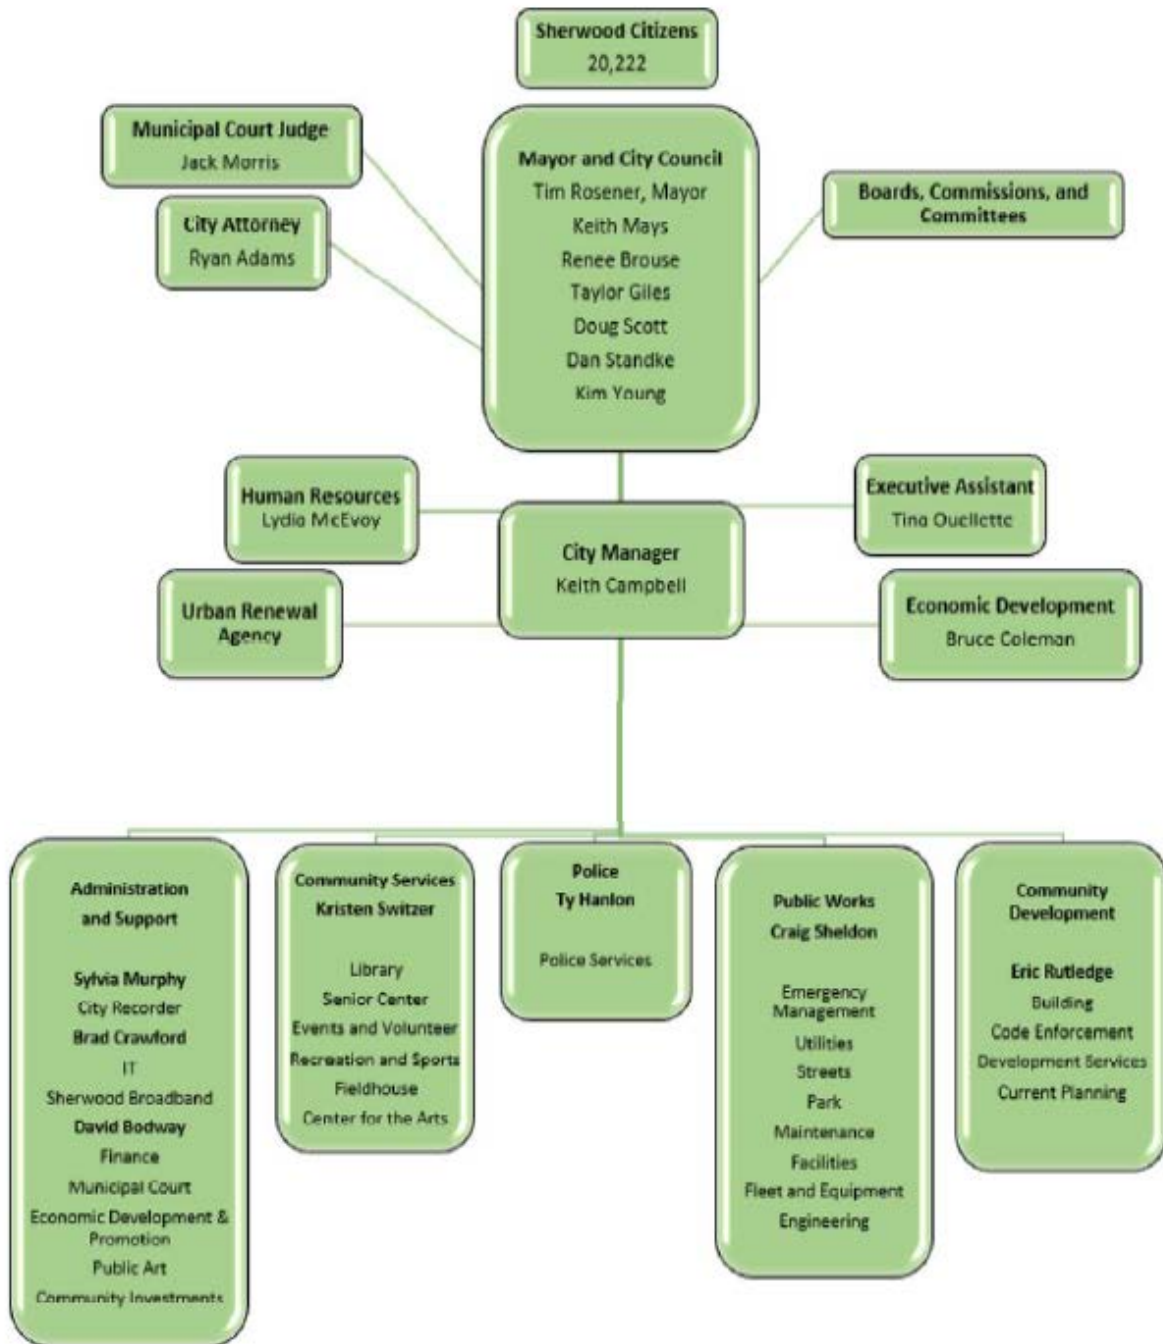 Sherwood Citizens
20,222
Municipal Court Judge
Jack Morris
City Attorney
Ryan Adams
Mayor and City Council
Tim Rosener, Mayor
Keith Mays
Renee Brouse
Taylor Giles
Doug Scott
Dan Standke
Kim Young
Boards, Commissions, and
Committees
Human Resources
Lydia McEvoy
Executive Assistant
Tina Ouellette
City Manager
Keith Campbell
Urban Renewal
Agency
Economic Development
Bruce Coleman
Administration
and Support
Sylvia Murphy
City Recorder
Brad Crawford
IT
Sherwood Broadband
David Bodway
Finance
Municipal Court
Economic Development &
Promotion
Public Art
Community Investments
Community Services
Kristen Switzer
Library
Senior Center
Events and Volunteer
Recreation and Sports
Fieldhouse
Center for the Arts
Police
Ty Hanlon
Police Services
Public Works
Craig Sheldon
Emergency
Management
Utilities
Streets
Park
Maintenance
Facilities
Fleet and Equipment
Engineering
Community
Development
Eric Rutledge
Building
Code Enforcement
Development Services
Current Planning